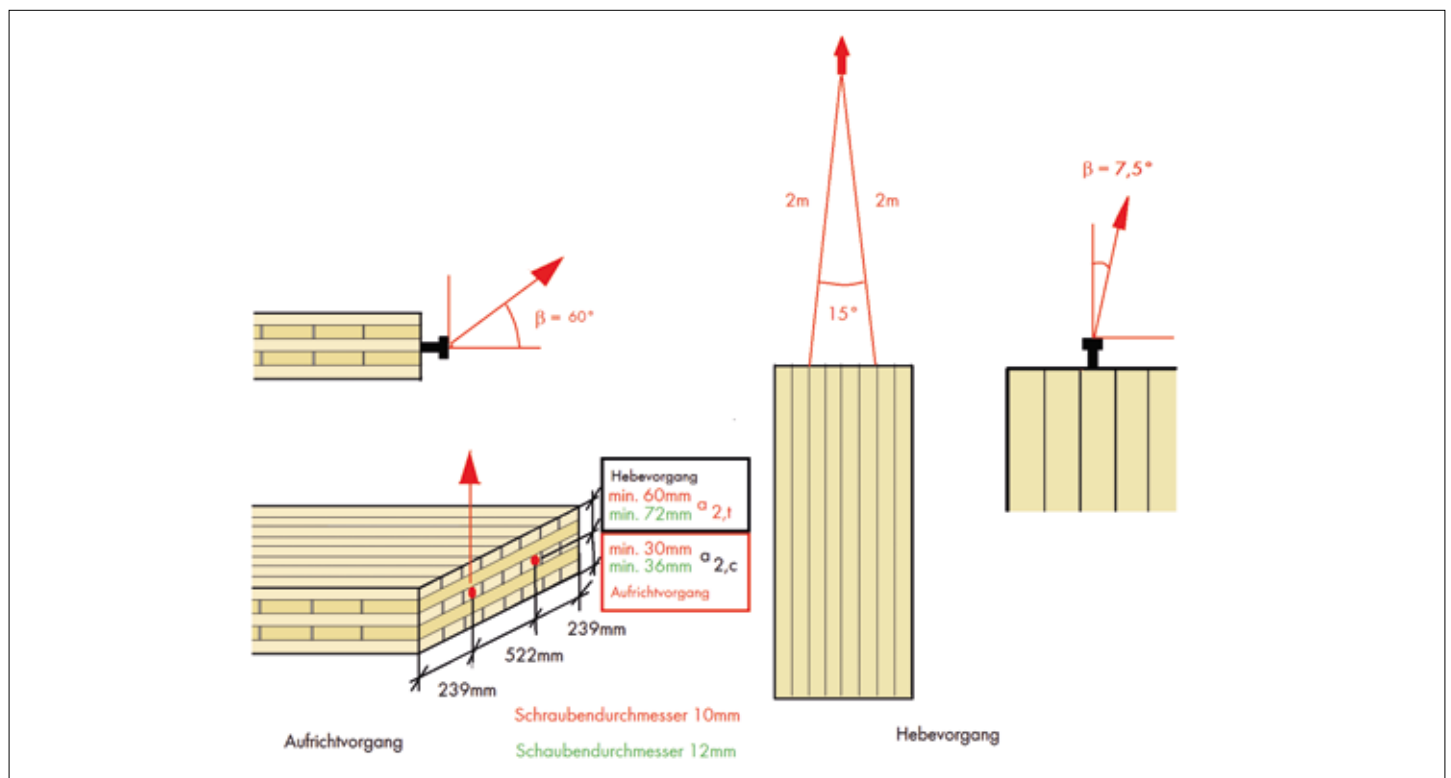 β = 7,5°
2m
2m
β = 60°
15°
Hebevorgang
min. 60mm
min. 72mm
a 2,t
min. 30mm
min. 36mm
a 2,c
Aufrichtvorgang
239mm
522mm
239mm
Schraubendurchmesser 10mm
Schaubendurchmesser 12mm
Aufrichtvorgang
Hebevorgang